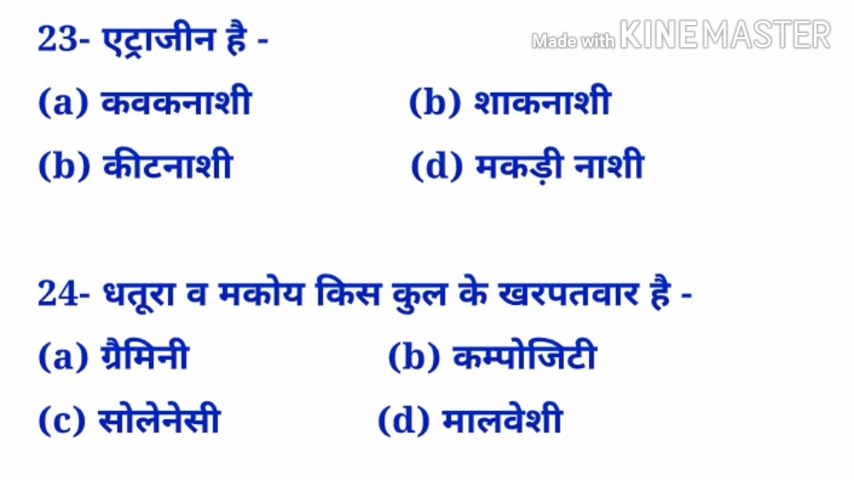 23- एट्राजीन है -
Made with KINEMASTER
(a) कवकनाशी (b) शाकनाशी
(b) कीटनाशी (d) मकड़ी नाशी
24- धतूरा व मकोय किस कुल के खरपतवार है -
(a) ग्रैमिनी (b) कम्पोजिटी
(c) सोलेनेसी (d) मालवेशी